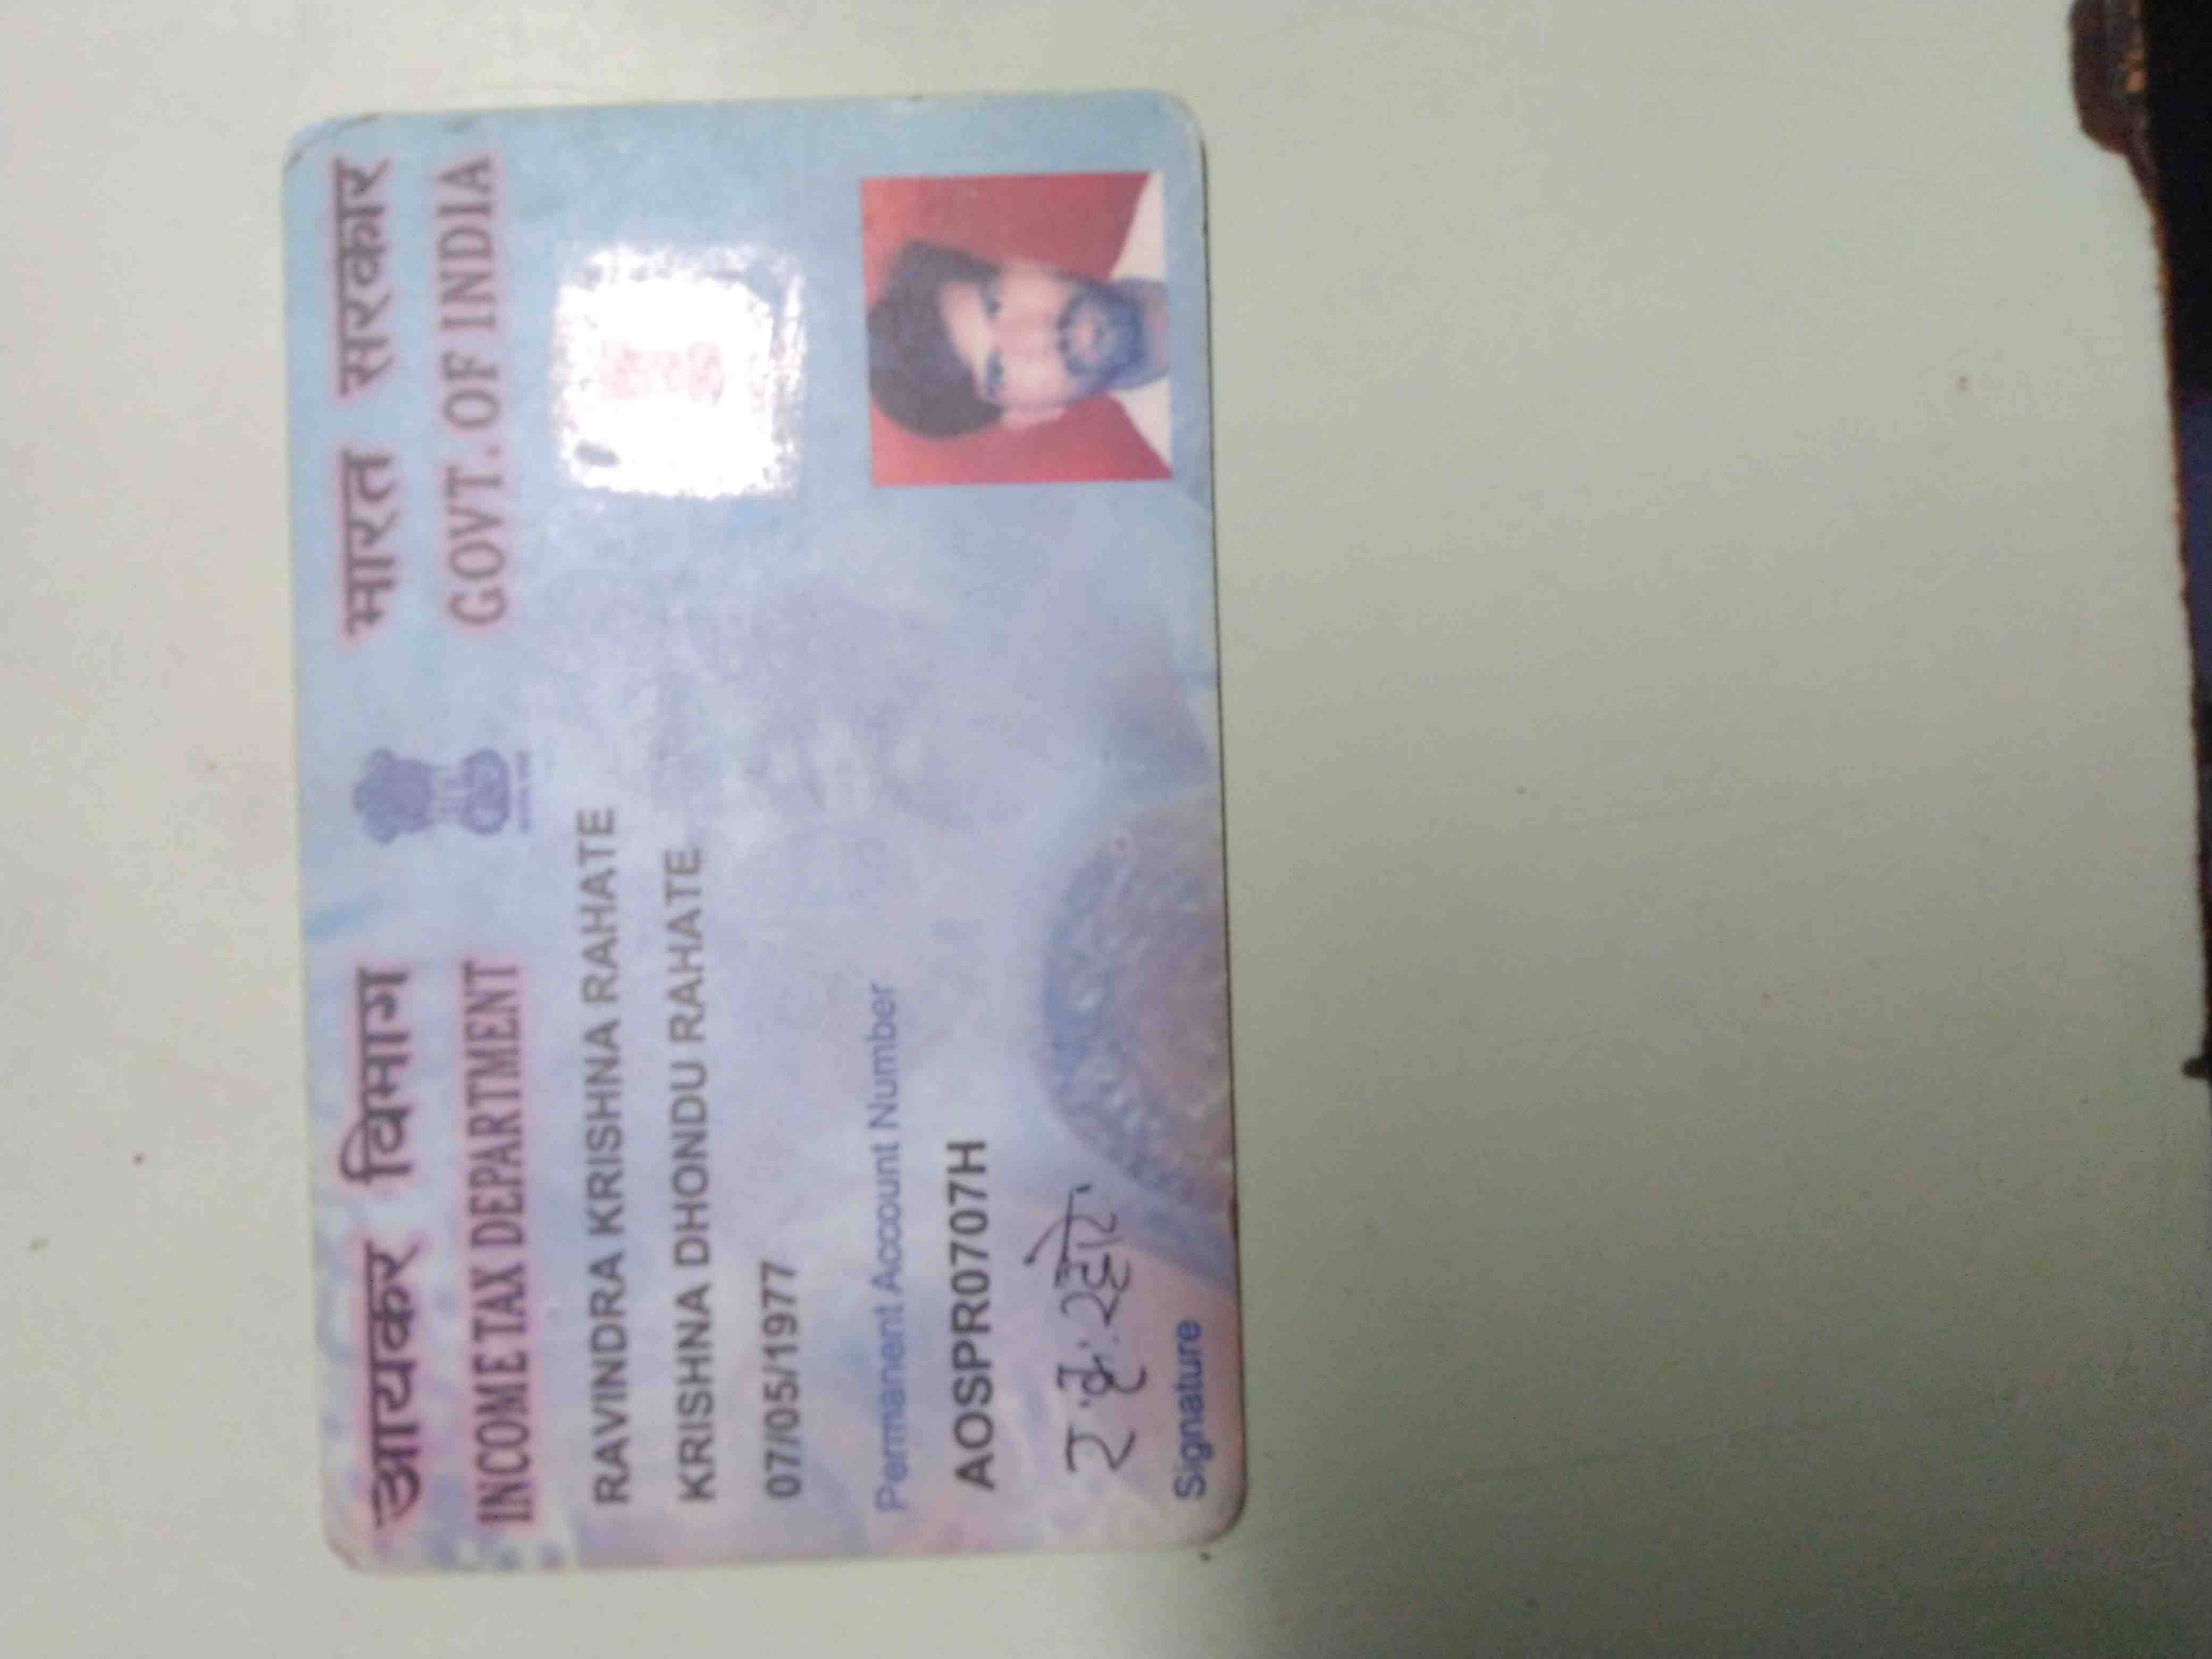 आयकर विभाग
INCOME TAX DEPARTMENT
भारत सरकार
GOVT. OF INDIA
RAVINDRA KRISHNA RAHATE
KRISHNA DHONDU RAHATE
07/05/1977
Permanent Account Number
AOSPR0707H
Signature